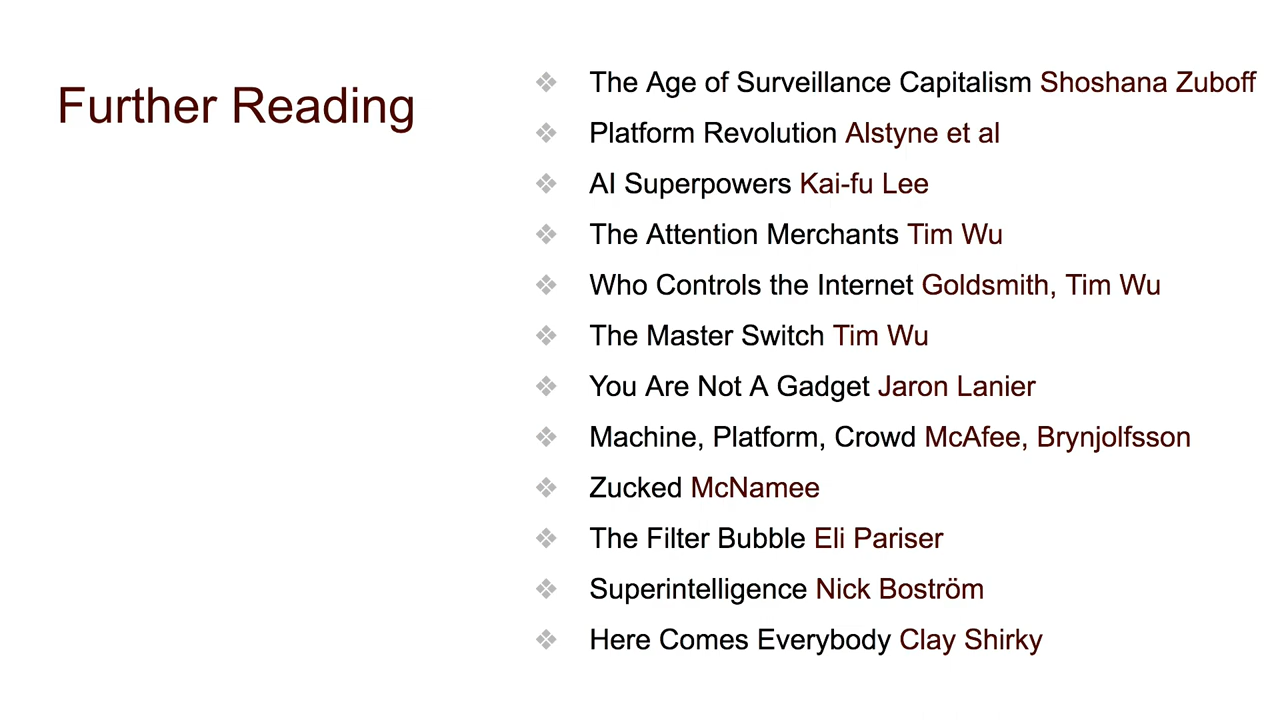 Further Reading
The Age of Surveillance Capitalism Shoshana Zuboff
Platform Revolution Alstyne et al
AI Superpowers Kai-fu Lee
The Attention Merchants Tim Wu
Who Controls the Internet Goldsmith, Tim Wu
The Master Switch Tim Wu
You Are Not A Gadget Jaron Lanier
Machine, Platform, Crowd McAfee, Brynjolfsson
Zucked McNamee
The Filter Bubble Eli Pariser
Superintelligence Nick Boström
Here Comes Everybody Clay Shirky